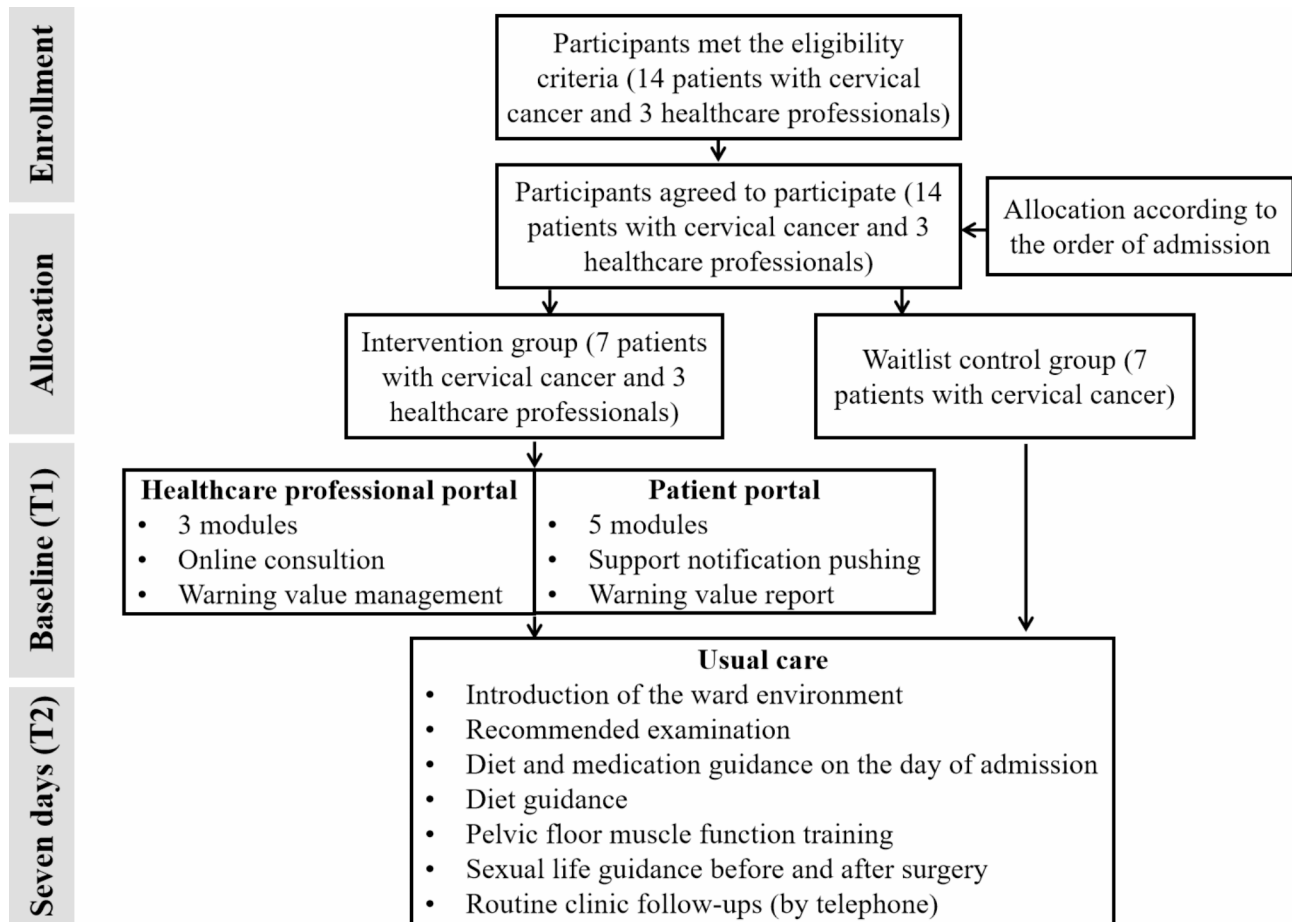 Enrollment
Participants met the eligibility
criteria (14 patients with cervical
cancer and 3 healthcare professionals)
Participants agreed to participate (14
patients with cervical cancer and 3
healthcare professionals)
Allocation according to
the order of admission
Allocation
Intervention group (7 patients
with cervical cancer and 3
healthcare professionals)
Waitlist control group (7
patients with cervical cancer)
Baseline (T1)
Healthcare professional portal
• 3 modules
• Online consultion
• Warning value management
Patient portal
• 5 modules
• Support notification pushing
• Warning value report
Seven days (T2)
Usual care
• Introduction of the ward environment
• Recommended examination
• Diet and medication guidance on the day of admission
• Diet guidance
• Pelvic floor muscle function training
• Sexual life guidance before and after surgery
• Routine clinic follow-ups (by telephone)